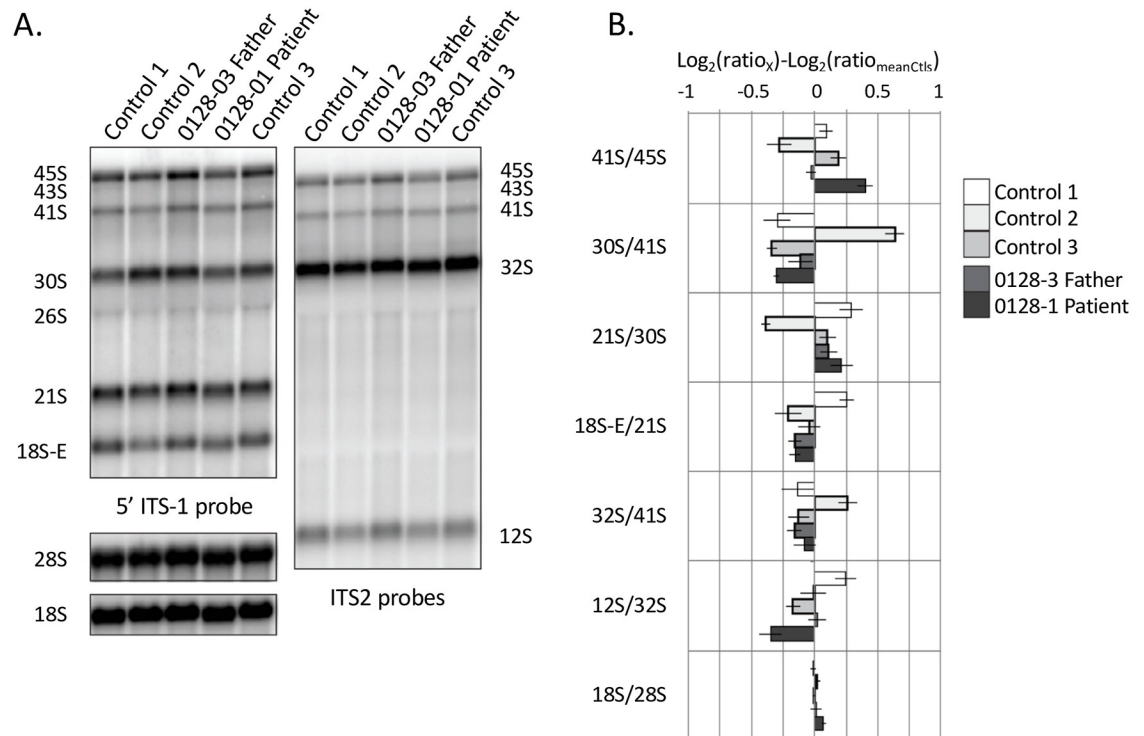 A.
Control 1
Control 2
0128-03 Father
0128-01 Patient
Control 3
45S
43S
41S
30S
26S
21S
18S-E
5' ITS-1 probe
28S
18S
Control 1
Control 2
0128-03 Father
0128-01 Patient
Control 3
45S
43S
41S
32S
12S
ITS2 probes
B.
Log2(ratioX)-Log2(ratiomeanCtls)
-1 -0.5 0 0.5 1
41S/45S
30S/41S
21S/30S
18S-E/21S
32S/41S
12S/32S
18S/28S
Control 1
Control 2
Control 3
0128-3 Father
0128-1 Patient